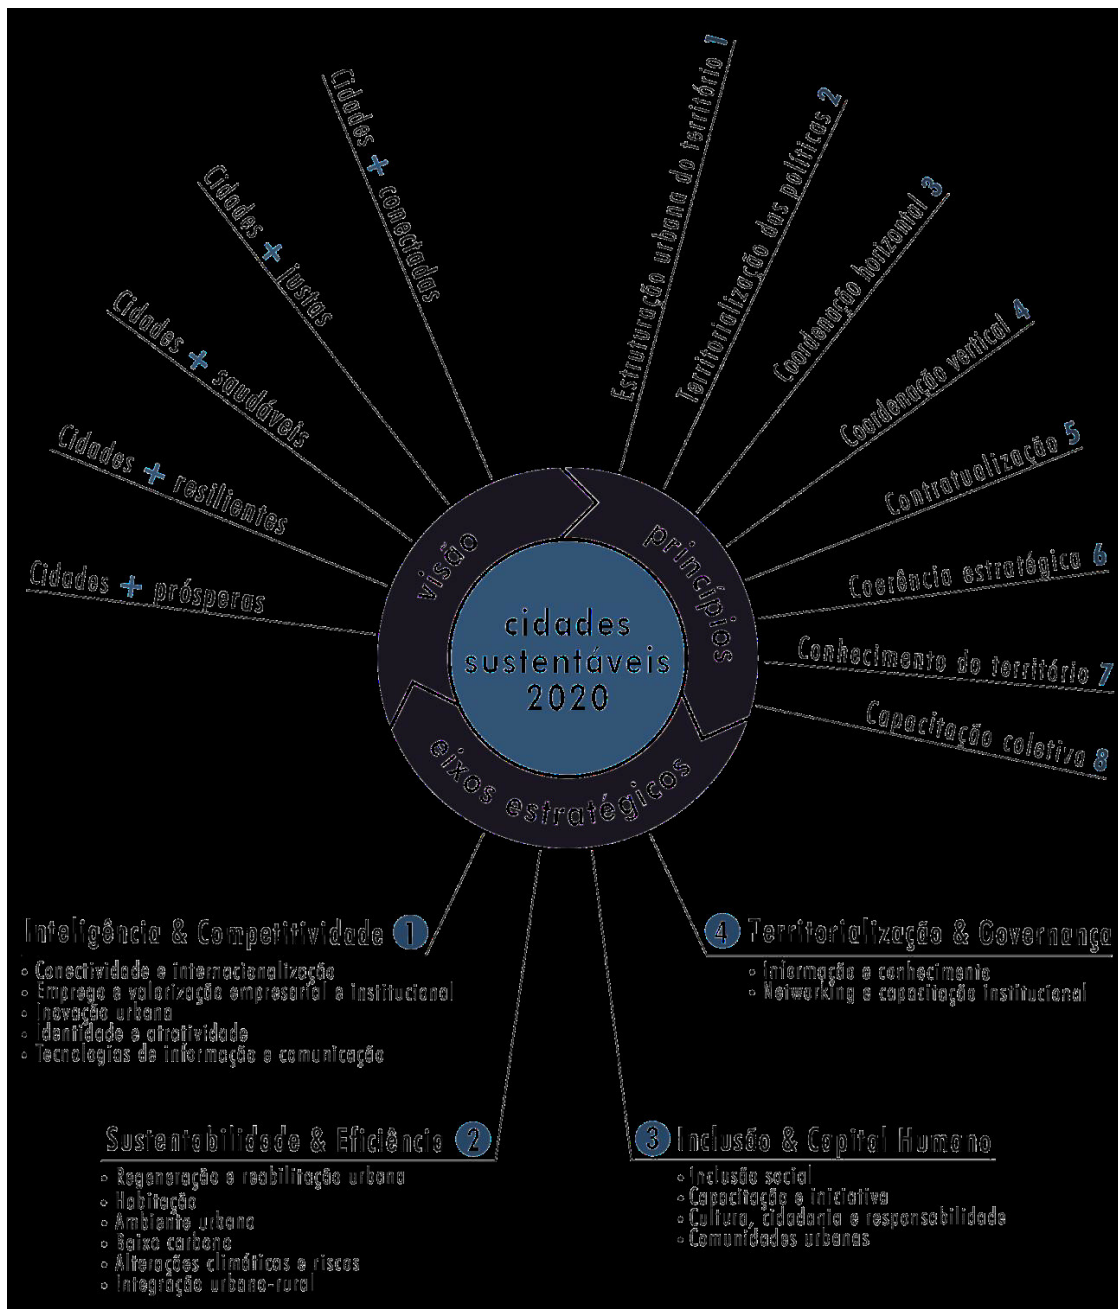 Cidades + conectadas
Cidades + justas
Cidades + saudáveis
Cidades + resilientes
Cidades + prósperas
Estruturação urbana do território 1
Territorialização das políticas 2
Coordenação horizontal 3
Coordenação vertical 4
Contratualização 5
Coerência estratégica 6
Conhecimento do território 7
Capacitação coletiva 8
visão
princípios
eixos estratégicos
cidades
sustentáveis
2020
Inteligência & Competitividade 1
• Conectividade e internacionalização
• Emprego e valorização empresarial e institucional
• Inovação urbana
• Identidade e atratividade
• Tecnologias de informação e comunicação
Sustentabilidade & Eficiência 2
• Regeneração e reabilitação urbana
• Habitação
• Ambiente urbano
• Baixo carbono
• Alterações climáticas e riscos
• Integração urbano-rural
3 Inclusão & Capital Humano
• Inclusão social
• Capacitação e iniciativa
• Cultura, cidadania e responsabilidade
• Comunidades urbanas
4 Territorialização & Governança
• Informação e conhecimento
• Networking e capacitação institucional